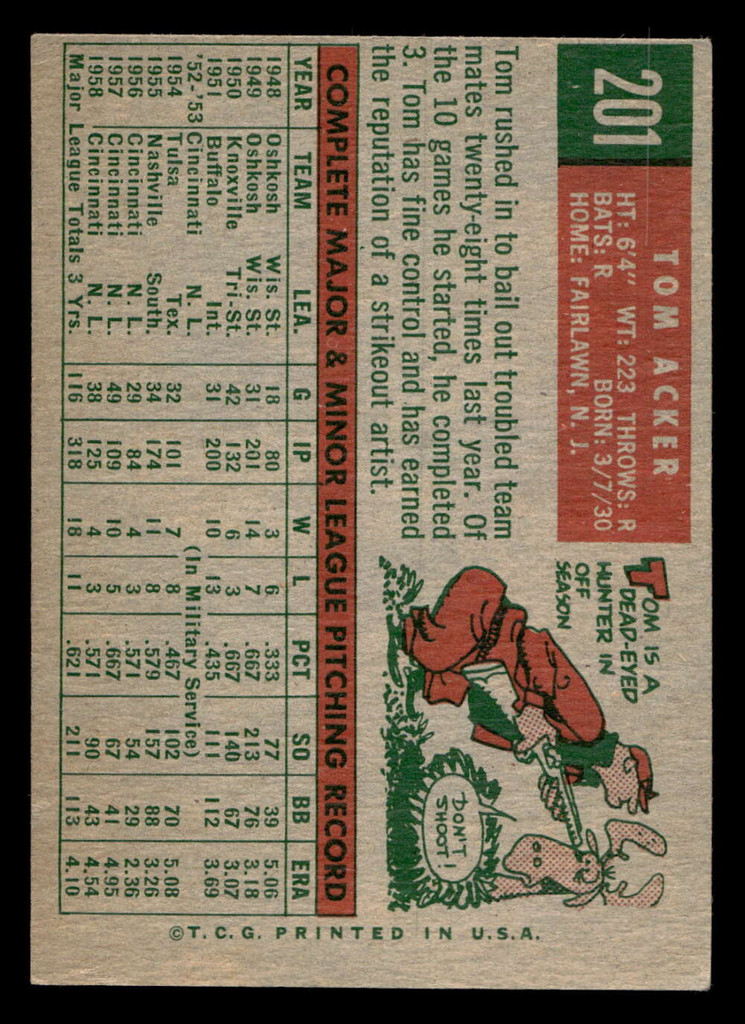 201
TOM ACKER
HT: 6'4" WT: 223 THROWS: R
BATS: R BORN: 3/7/30
HOME: FAIRLAWN, N. J.
Tom rushed in to bail out troubled team
mates twenty-eight times last year. Of
the 10 games he started, he completed
3. Tom has fine control and has earned
the reputation of a strikeout artist.
TOM IS A
DEAD-EYED
HUNTER IN
OFF
SEASON
DON'T
SHOOT!
COMPLETE MAJOR & MINOR LEAGUE PITCHING RECORD
YEAR TEAM LEA. G IP W L PCT SO BB ERA
1948 Oshkosh Wis. St. 18 80 3 6 .333 77 39 5.06
1949 Oshkosh Wis. St. 31 201 14 7 .667 213 76 3.18
1950 Knoxville Tri-St. 42 132 6 3 .667 140 67 3.07
1951 Buffalo Int. 31 200 10 13 .435 111 112 3.69
'52-'53 Cincinnati N. L. (In Military Service)
1954 Tulsa Tex. 32 101 7 8 .467 102 70 5.08
1955 Nashville South. 34 174 11 8 .579 157 88 3.26
1956 Cincinnati N. L. 29 84 4 3 .571 54 29 2.36
1957 Cincinnati N. L. 49 109 10 5 .667 67 41 4.95
1958 Cincinnati N. L. 38 125 4 3 .571 90 43 4.54
Major League Totals 3 Yrs. 116 318 18 11 .621 211 113 4.10
©T.C.G. PRINTED IN U.S.A.